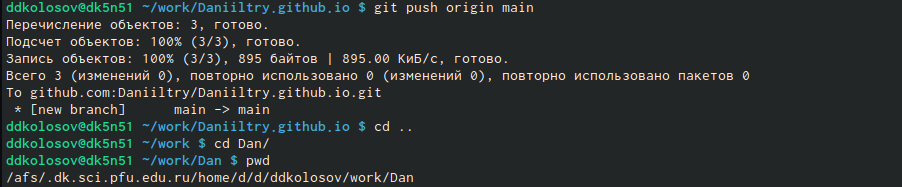 ddkolosov@dk5n51 ~/work/Daniiltry.github.io $ git push origin main
Перечисление объектов: 3, готово.
Подсчет объектов: 100% (3/3), готово.
Запись объектов: 100% (3/3), 895 байтов | 895.00 КиБ/с, готово.
Всего 3 (изменений 0), повторно использовано 0 (изменений 0), повторно использовано пакетов 0
To github.com:Daniiltry/Daniiltry.github.io.git
 * [new branch]      main -> main
ddkolosov@dk5n51 ~/work/Daniiltry.github.io $ cd ..
ddkolosov@dk5n51 ~/work $ cd Dan/
ddkolosov@dk5n51 ~/work/Dan $ pwd
/afs/.dk.sci.pfu.edu.ru/home/d/d/ddkolosov/work/Dan